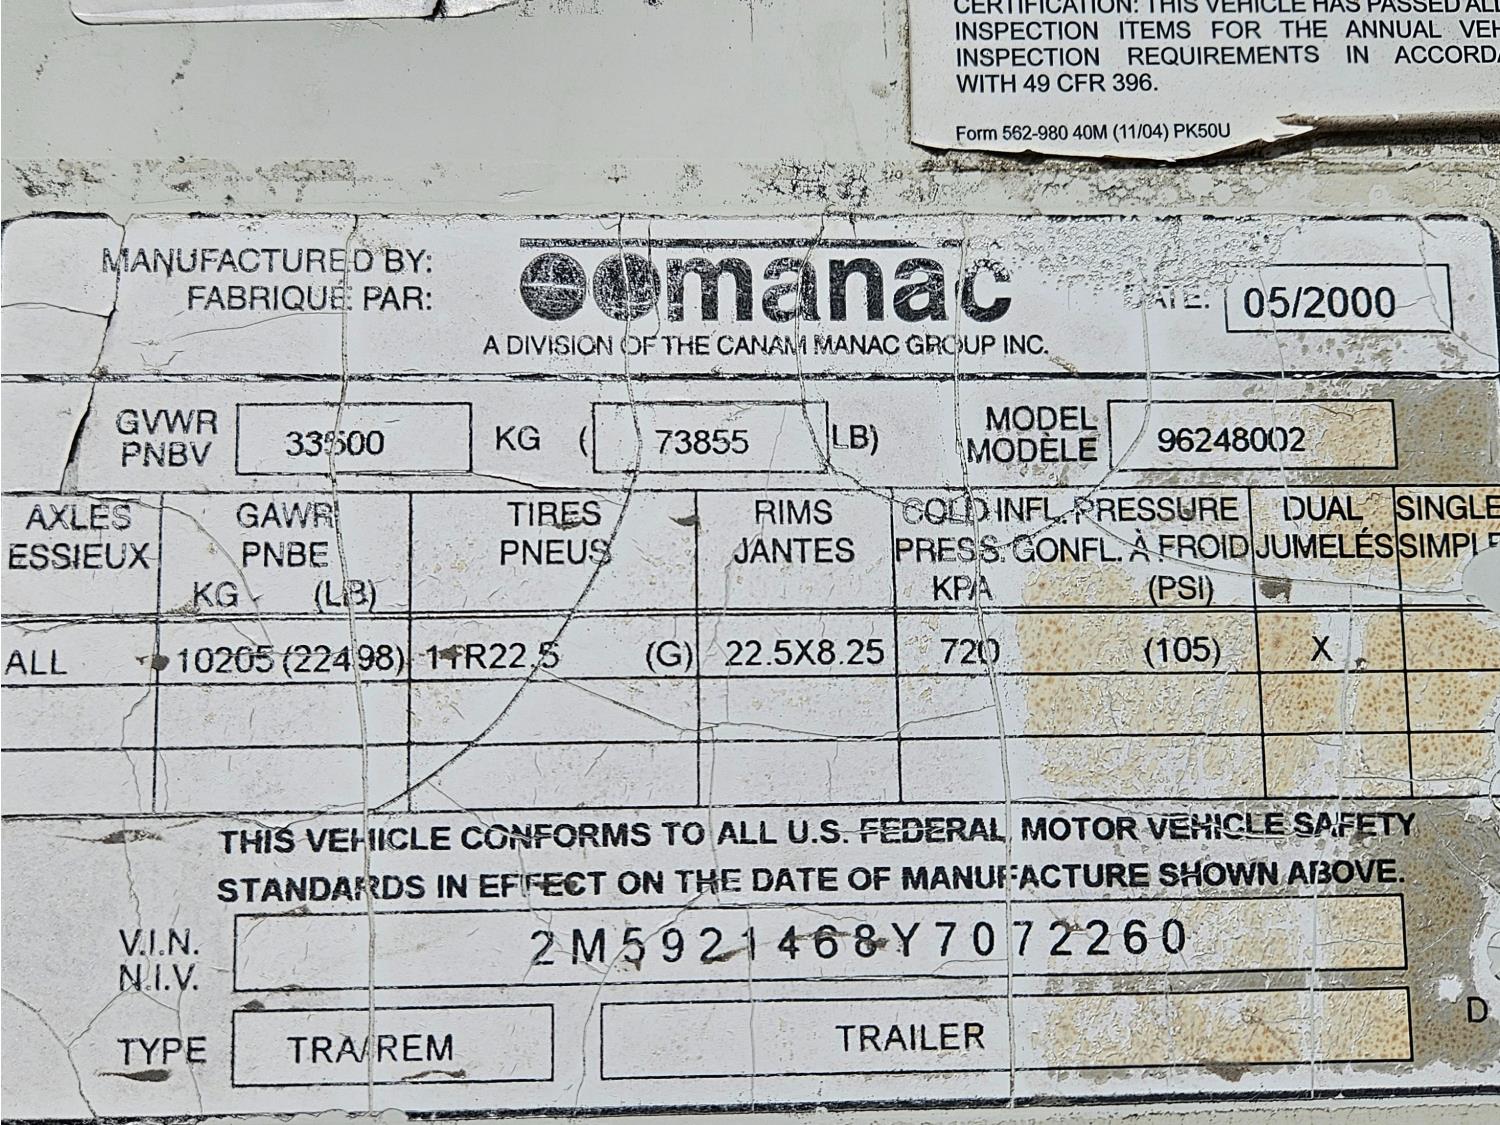 CERTIFICATION: THIS VEHICLE HAS PASSED ALL
INSPECTION ITEMS FOR THE ANNUAL VEH
INSPECTION REQUIREMENTS IN ACCORDA
WITH 49 CFR 396.
Form 562-980 40M (11/04) PK50U
MANUFACTURED BY:
FABRIQUE PAR:
manac
A DIVISION OF THE CANAM MANAC GROUP INC.
DATE: 05/2000
GVWR
PNBV
33500 KG ( 73855 LB)
MODEL
MODÈLE
96248002
AXLES ESSIEUX
GAWR PNBE KG (LB)
TIRES PNEUS
RIMS JANTES
COLD INFL. PRESSURE
PRESS. GONFL. À FROID
KPA (PSI)
DUAL JUMELÉS
SINGLE SIMPLE
ALL 10205 (22498) 11R22.5 (G) 22.5X8.25 720 (105) X
THIS VEHICLE CONFORMS TO ALL U.S. FEDERAL MOTOR VEHICLE SAFETY
STANDARDS IN EFFECT ON THE DATE OF MANUFACTURE SHOWN ABOVE.
V.I.N.
N.I.V.
2M5921468Y7072260
TYPE TRA/REM TRAILER D